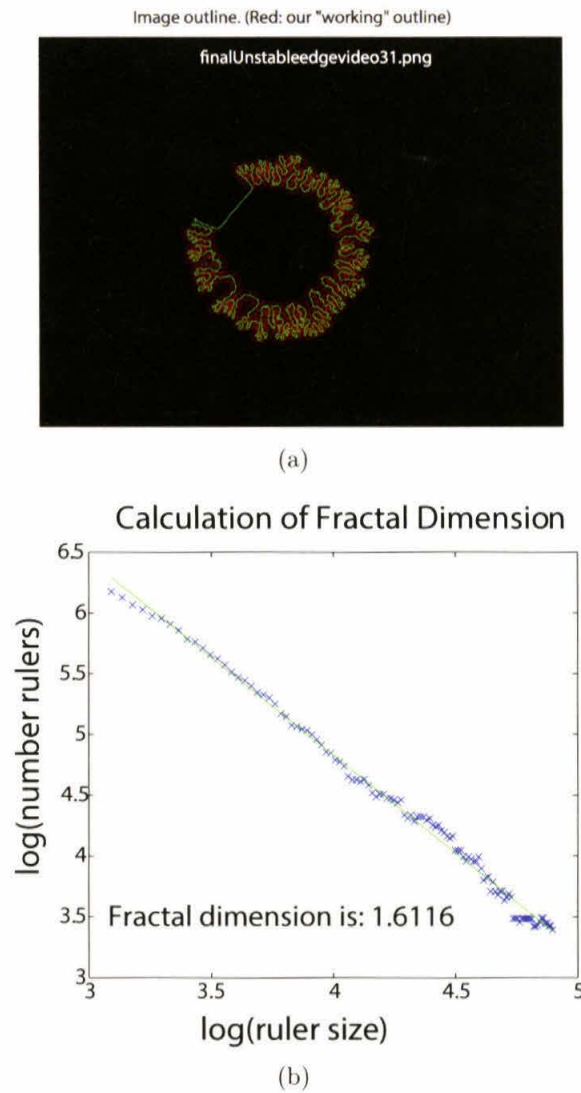 Image outline. (Red: our "working" outline)
finalUnstableedgevideo31.png
(a)
Calculation of Fractal Dimension
6.5
6
5.5
5
4.5
4
3.5
3
log(number rulers)
Fractal dimension is: 1.6116
3
3.5
4
4.5
5
log(ruler size)
(b)